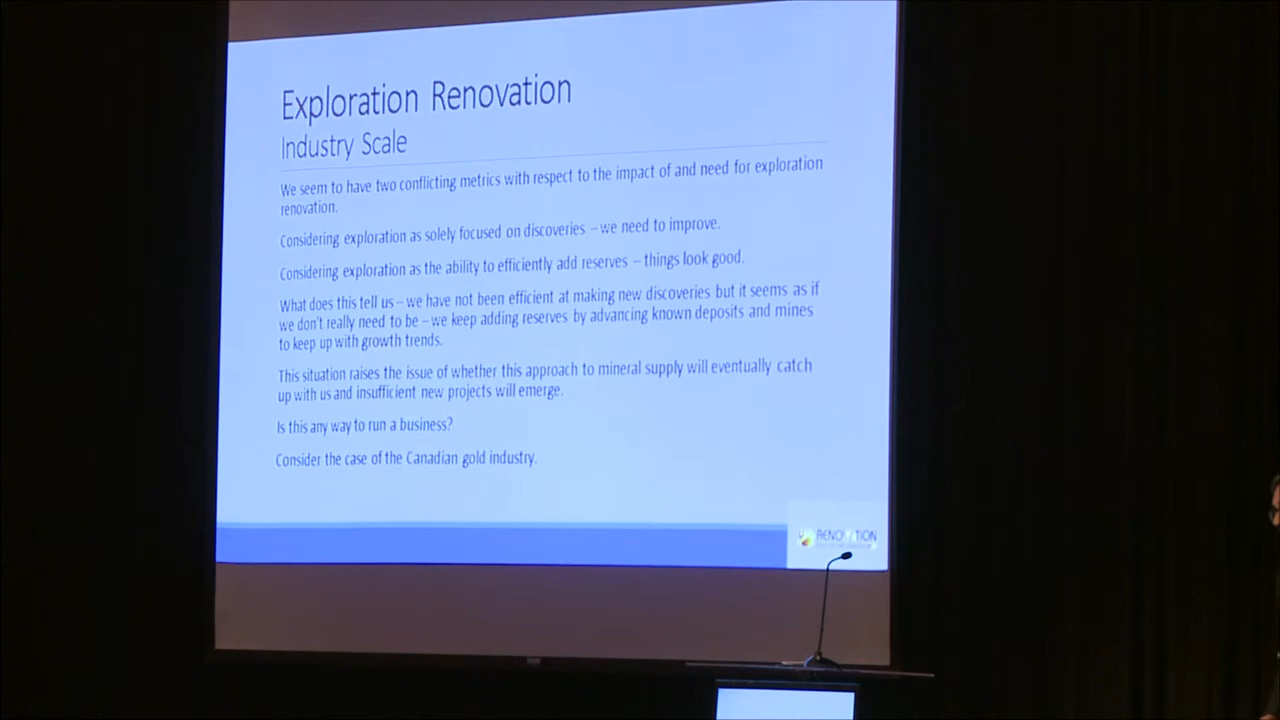 Exploration Renovation
Industry Scale
We seem to have two conflicting metrics with respect to the impact of and need for exploration
renovation.
Considering exploration as solely focused on discoveries – we need to improve.
Considering exploration as the ability to efficiently add reserves – things look good.
What does this tell us – we have not been efficient at making new discoveries but it seems as if
we don't really need to be – we keep adding reserves by advancing known deposits and mines
to keep up with growth trends.
This situation raises the issue of whether this approach to mineral supply will eventually catch
up with us and insufficient new projects will emerge.
Is this any way to run a business?
Consider the case of the Canadian gold industry.
RENOVATION